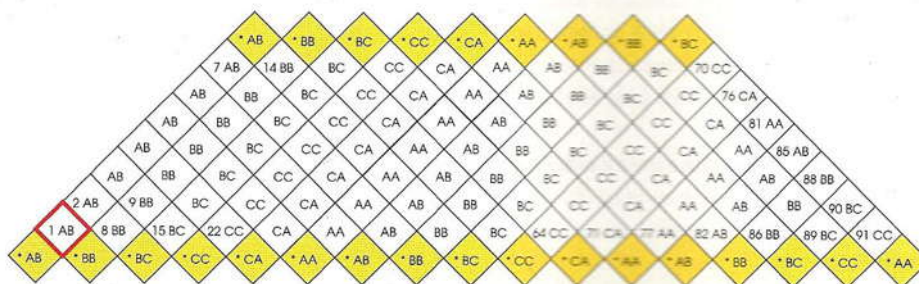 * AB * BB * BC * CC * CA * AA * AB * BB * BC
7 AB 14 BB BC CC CA AA AB BB BC 70 CC
AB BB BC CC CA AA AB BB BC CC 76 CA
AB BB BC CC CA AA AB BB BC CC CA 81 AA
AB BB BC CC CA AA AB BB BC CC CA AA 85 AB
AB BB BC CC CA AA AB BB BC CC CA AA AB 88 BB
2 AB 9 BB BC CC CA AA AB BB BC CC CA AA AB BB 90 BC
1 AB 8 BB 15 BC 22 CC CA AA AB BB BC 64 CC 71 CA 77 AA 82 AB 86 BB 89 BC 91 CC
* AB * BB * BC * CC * CA * AA * AB * BB * BC * CC * CA * AA * AB * BB * BC * CC * AA